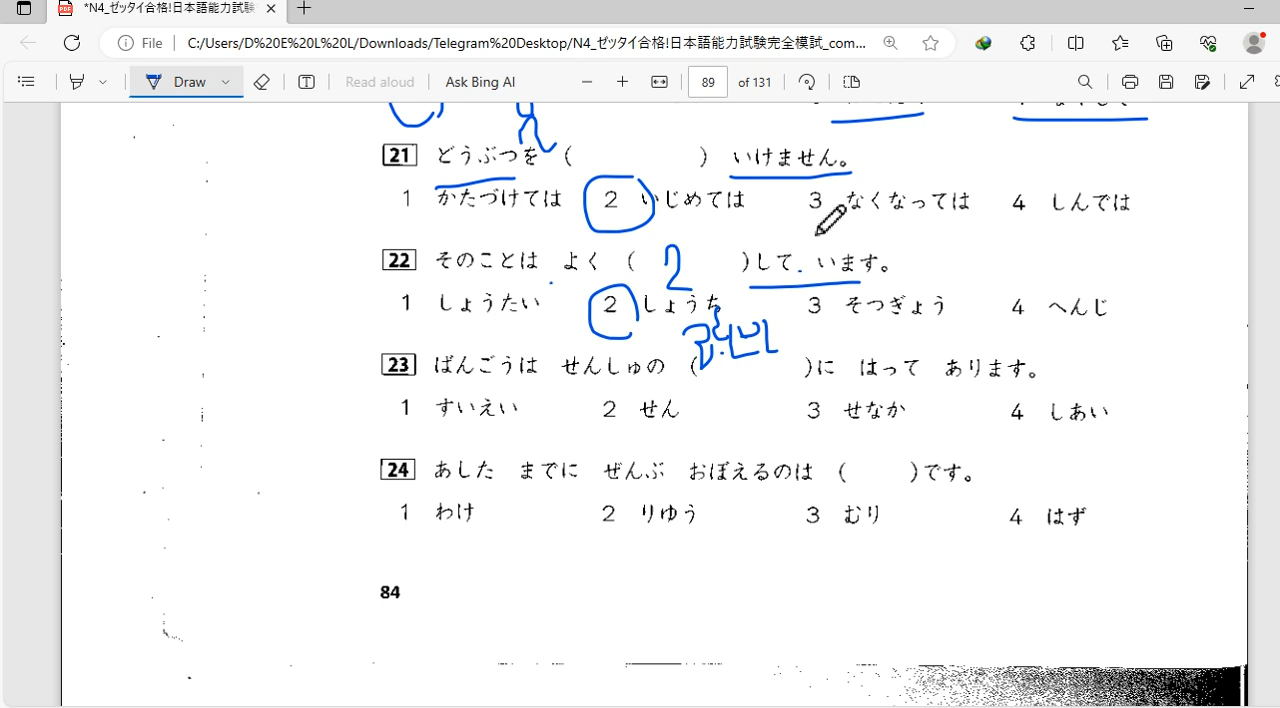 *N4_ゼッタイ合格!日本語能力試験
File C:/Users/D%20E%20L%20L/Downloads/Telegram%20Desktop/N4_ゼッタイ合格!日本語能力試験完全模試_com...
Draw Read aloud Ask Bing AI 89 of 131
21 どうぶつを ( ) いけません。
1 かたづけては 2 いじめては 3 なくなっては 4 しんでは
22 そのことは よく ( 2 )して います。
1 しょうたい 2 しょうち 3 そつぎょう 4 へんじ
23 ばんごうは せんしゅの ( )に はって あります。
1 すいえい 2 せん 3 せなか 4 しあい
24 あした までに ぜんぶ おぼえるのは ( )です。
1 わけ 2 りゆう 3 むり 4 はず
84